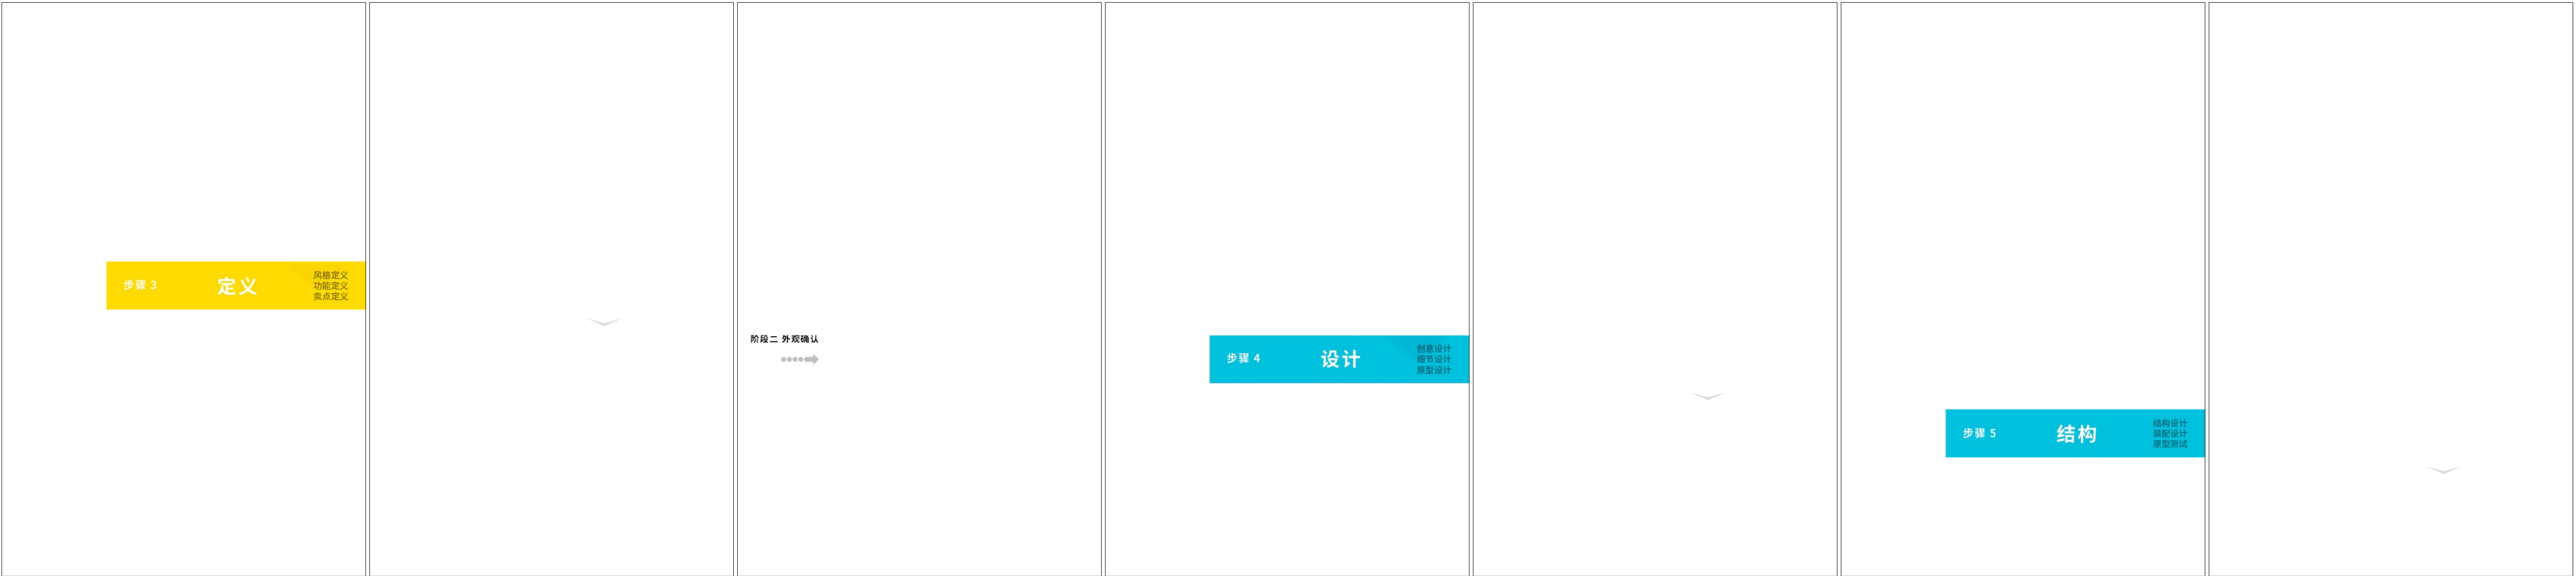 步骤 3
定义
风格定义
功能定义
卖点定义
阶段二 外观确认
步骤 4
设计
创意设计
细节设计
原型设计
步骤 5
结构
结构设计
装配设计
原型测试